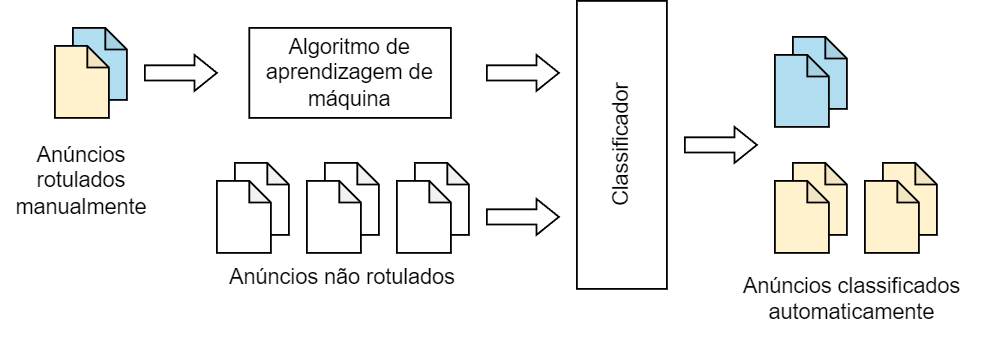 Algoritmo de
aprendizagem de
máquina
Classificador
Anúncios
rotulados
manualmente
Anúncios não rotulados
Anúncios classificados
automaticamente